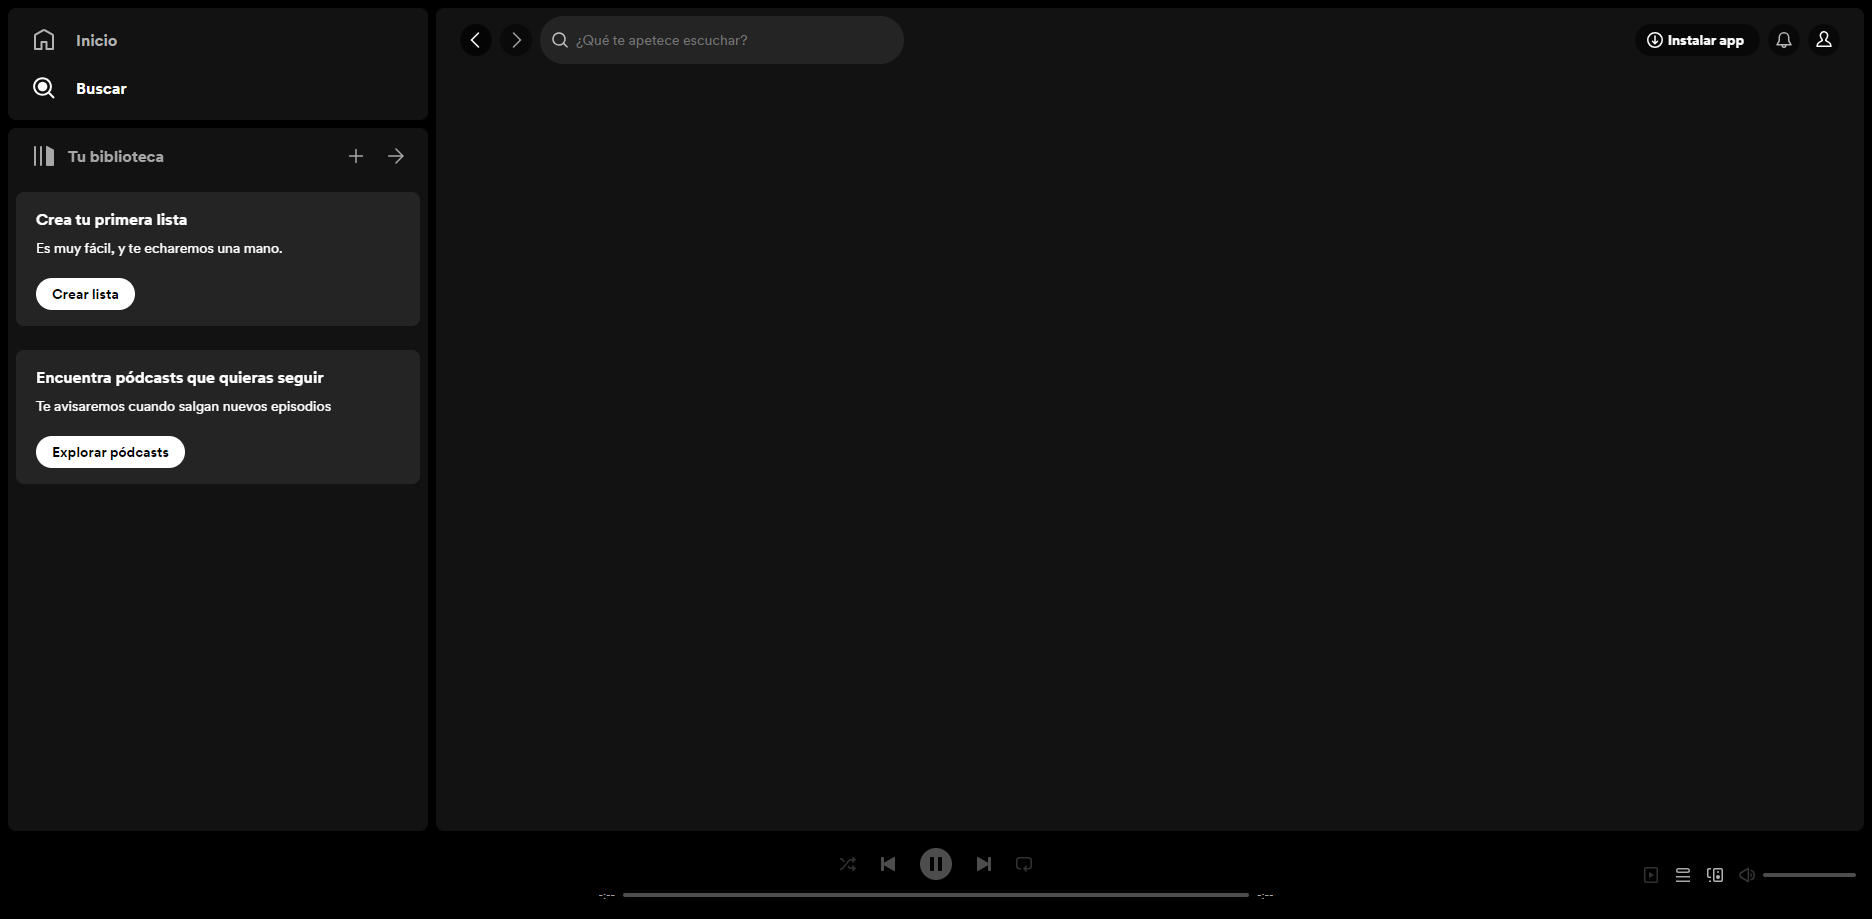 Inicio
Buscar
Tu biblioteca
Crea tu primera lista
Es muy fácil, y te echaremos una mano.
Crear lista
Encuentra pódcasts que quieras seguir
Te avisaremos cuando salgan nuevos episodios
Explorar pódcasts
¿Qué te apetece escuchar?
Instalar app
-:--
-:--